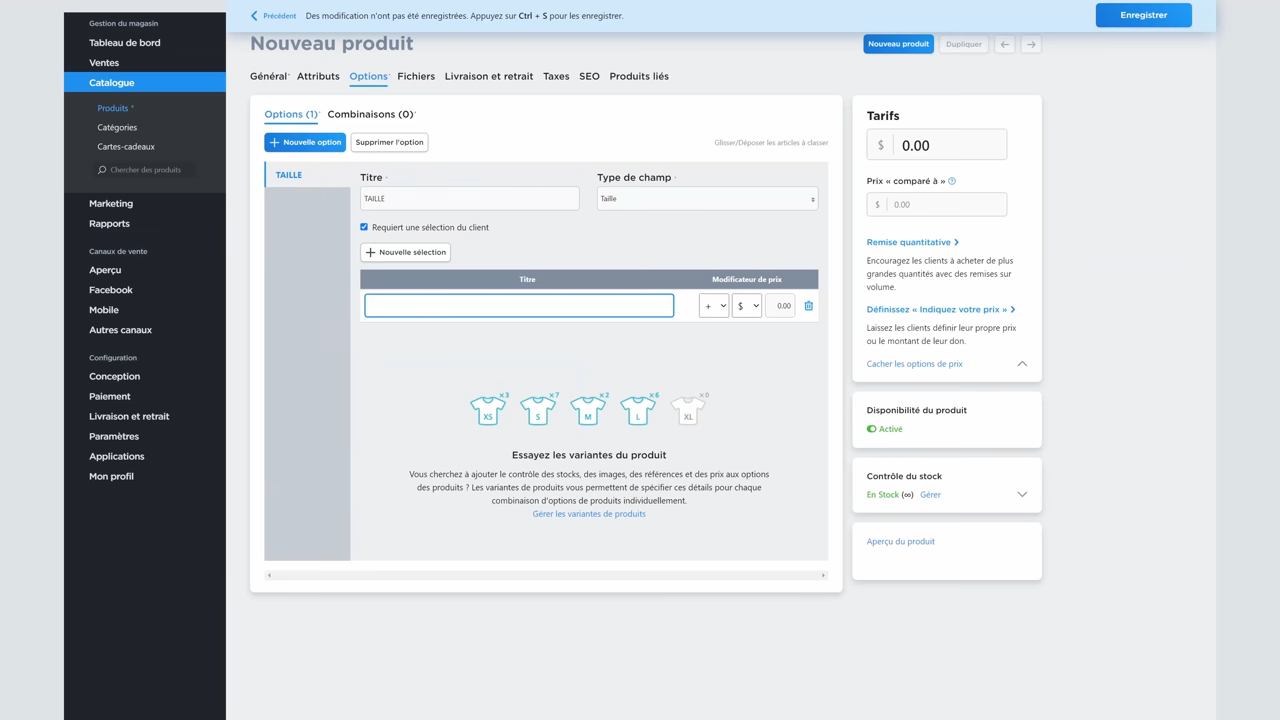 Gestion du magasin
Tableau de bord
Ventes
Catalogue
Produits *
Catégories
Cartes-cadeaux
Chercher des produits
Marketing
Rapports
Canaux de vente
Aperçu
Facebook
Mobile
Autres canaux
Configuration
Conception
Paiement
Livraison et retrait
Paramètres
Applications
Mon profil
Précédent
Des modification n'ont pas été enregistrées. Appuyez sur Ctrl + S pour les enregistrer.
Enregistrer
Nouveau produit
Nouveau produit
Dupliquer
Général Attributs Options Fichiers Livraison et retrait Taxes SEO Produits liés
Options (1) Combinaisons (0)
Nouvelle option
Supprimer l'option
Glisser/Déposer les articles à classer
TAILLE
Titre
Type de champ
TAILLE
Taille
Requiert une sélection du client
Nouvelle sélection
Titre
Modificateur de prix
+ $ 0.00
×3 ×7 ×2 ×6 ×0
XS S M L XL
Essayez les variantes du produit
Vous cherchez à ajouter le contrôle des stocks, des images, des références et des prix aux options
des produits ? Les variantes de produits vous permettent de spécifier ces détails pour chaque
combinaison d'options de produits individuellement.
Gérer les variantes de produits
Tarifs
$ 0.00
Prix « comparé à » ?
$ 0.00
Remise quantitative
Encouragez les clients à acheter de plus
grandes quantités avec des remises sur
volume.
Définissez « Indiquez votre prix »
Laissez les clients définir leur propre prix
ou le montant de leur don.
Cacher les options de prix
Disponibilité du produit
Activé
Contrôle du stock
En Stock (∞) Gérer
Aperçu du produit